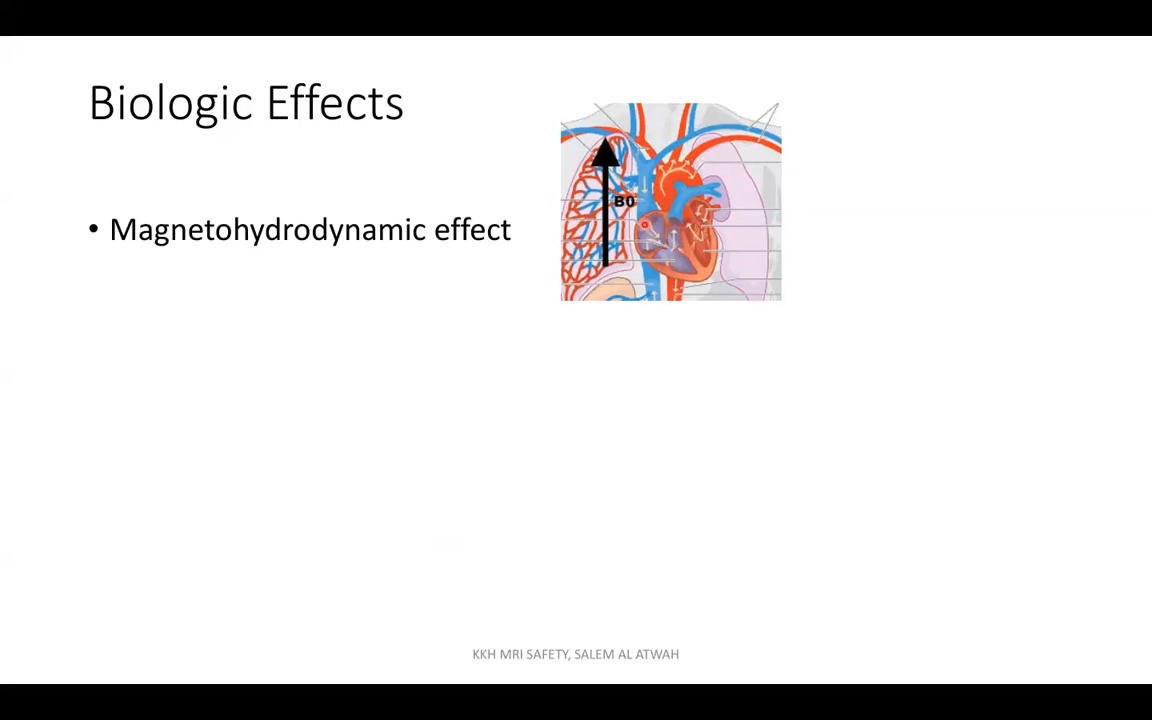 Biologic Effects
• Magnetohydrodynamic effect
B0
KKH MRI SAFETY, SALEM AL ATWAH